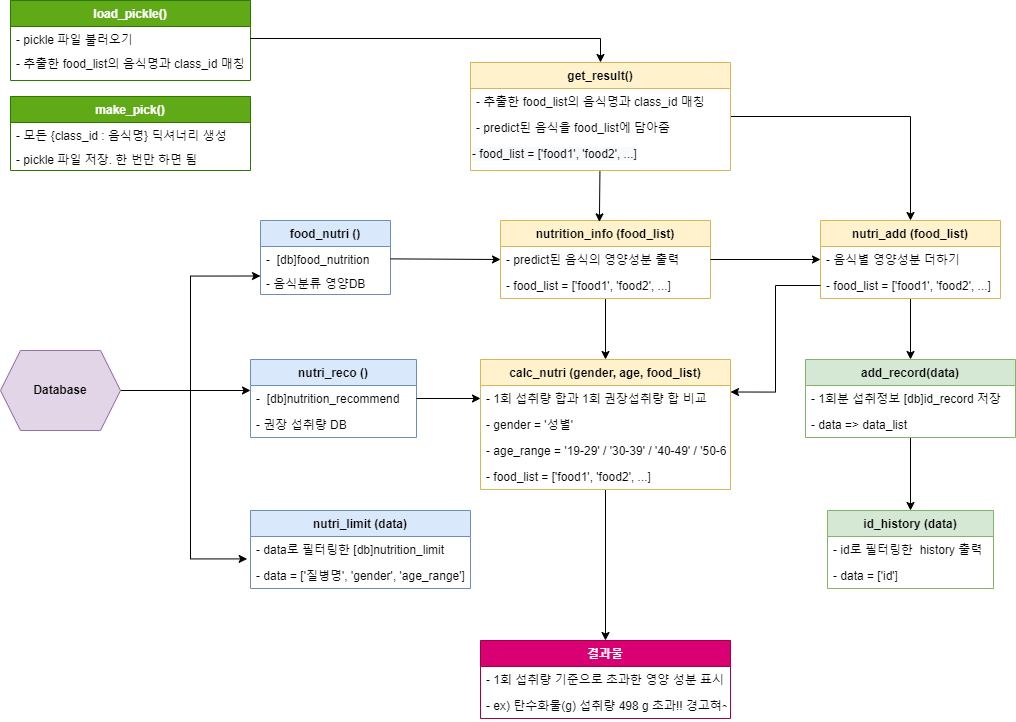 load_pickle()
- pickle 파일 불러오기
- 추출한 food_list의 음식명과 class_id 매칭
make_pick()
- 모든 {class_id : 음식명} 딕셔너리 생성
- pickle 파일 저장. 한 번만 하면 됨
get_result()
- 추출한 food_list의 음식명과 class_id 매칭
- predict된 음식을 food_list에 담아줌
- food_list = ['food1', 'food2', ...]
food_nutri ()
- [db]food_nutrition
- 음식분류 영양DB
nutrition_info (food_list)
- predict된 음식의 영양성분 출력
- food_list = ['food1', 'food2', ...]
nutri_add (food_list)
- 음식별 영양성분 더하기
- food_list = ['food1', 'food2', ...]
Database
nutri_reco ()
- [db]nutrition_recommend
- 권장 섭취량 DB
calc_nutri (gender, age, food_list)
- 1회 섭취량 합과 1회 권장섭취량 합 비교
- gender = '성별'
- age_range = '19-29' / '30-39' / '40-49' / '50-6
- food_list = ['food1', 'food2', ...]
add_record(data)
- 1회분 섭취정보 [db]id_record 저장
- data => data_list
nutri_limit (data)
- data로 필터링한 [db]nutrition_limit
- data = ['질병명', 'gender', 'age_range']
id_history (data)
- id로 필터링한 history 출력
- data = ['id']
결과물
- 1회 섭취량 기준으로 초과한 영양 성분 표시
- ex) 탄수화물(g) 섭취량 498 g 초과!! 경고혀~